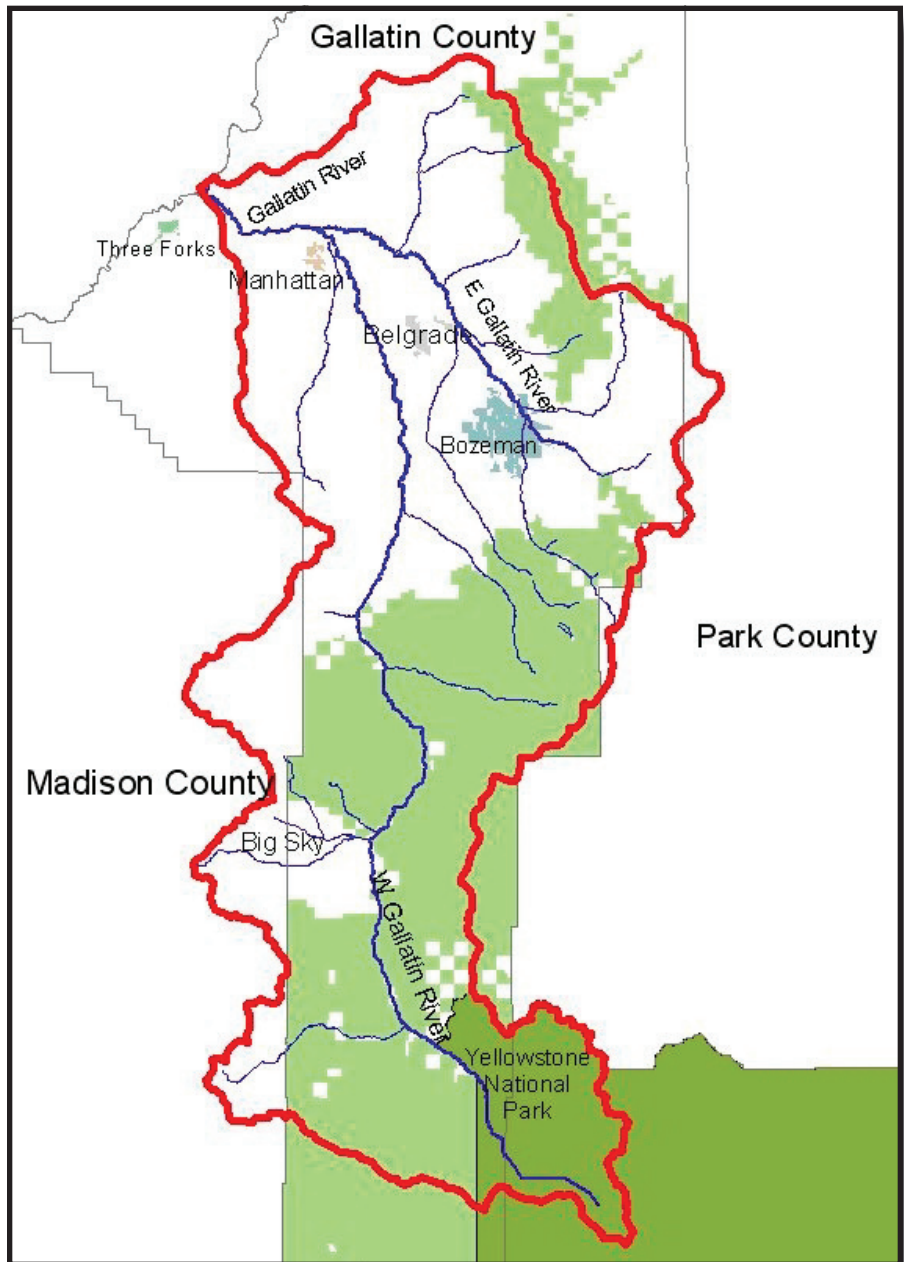 Gallatin County
Gallatin River
Three Forks
Manhattan
E Gallatin River
Belgrade
Bozeman
Park County
Madison County
Big Sky
W Gallatin River
Yellowstone
National
Park